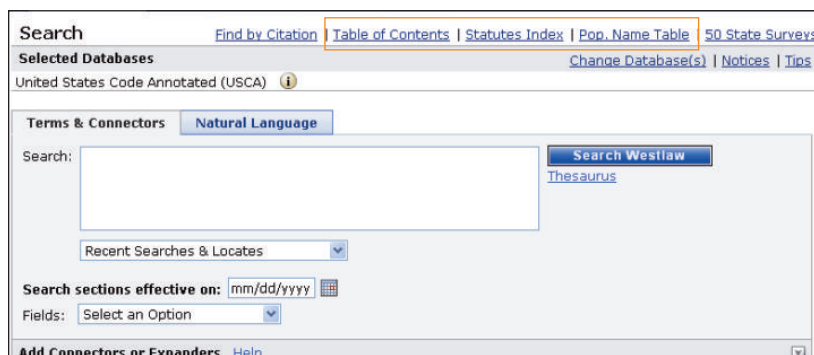 Search Find by Citation | Table of Contents | Statutes Index | Pop. Name Table | 50 State Surveys
Selected Databases Change Database(s) | Notices | Tips
United States Code Annotated (USCA) i
Terms & Connectors Natural Language
Search: Search Westlaw
Thesaurus
Recent Searches & Locates
Search sections effective on: mm/dd/yyyy
Fields: Select an Option
Add Connectors or Expanders Help